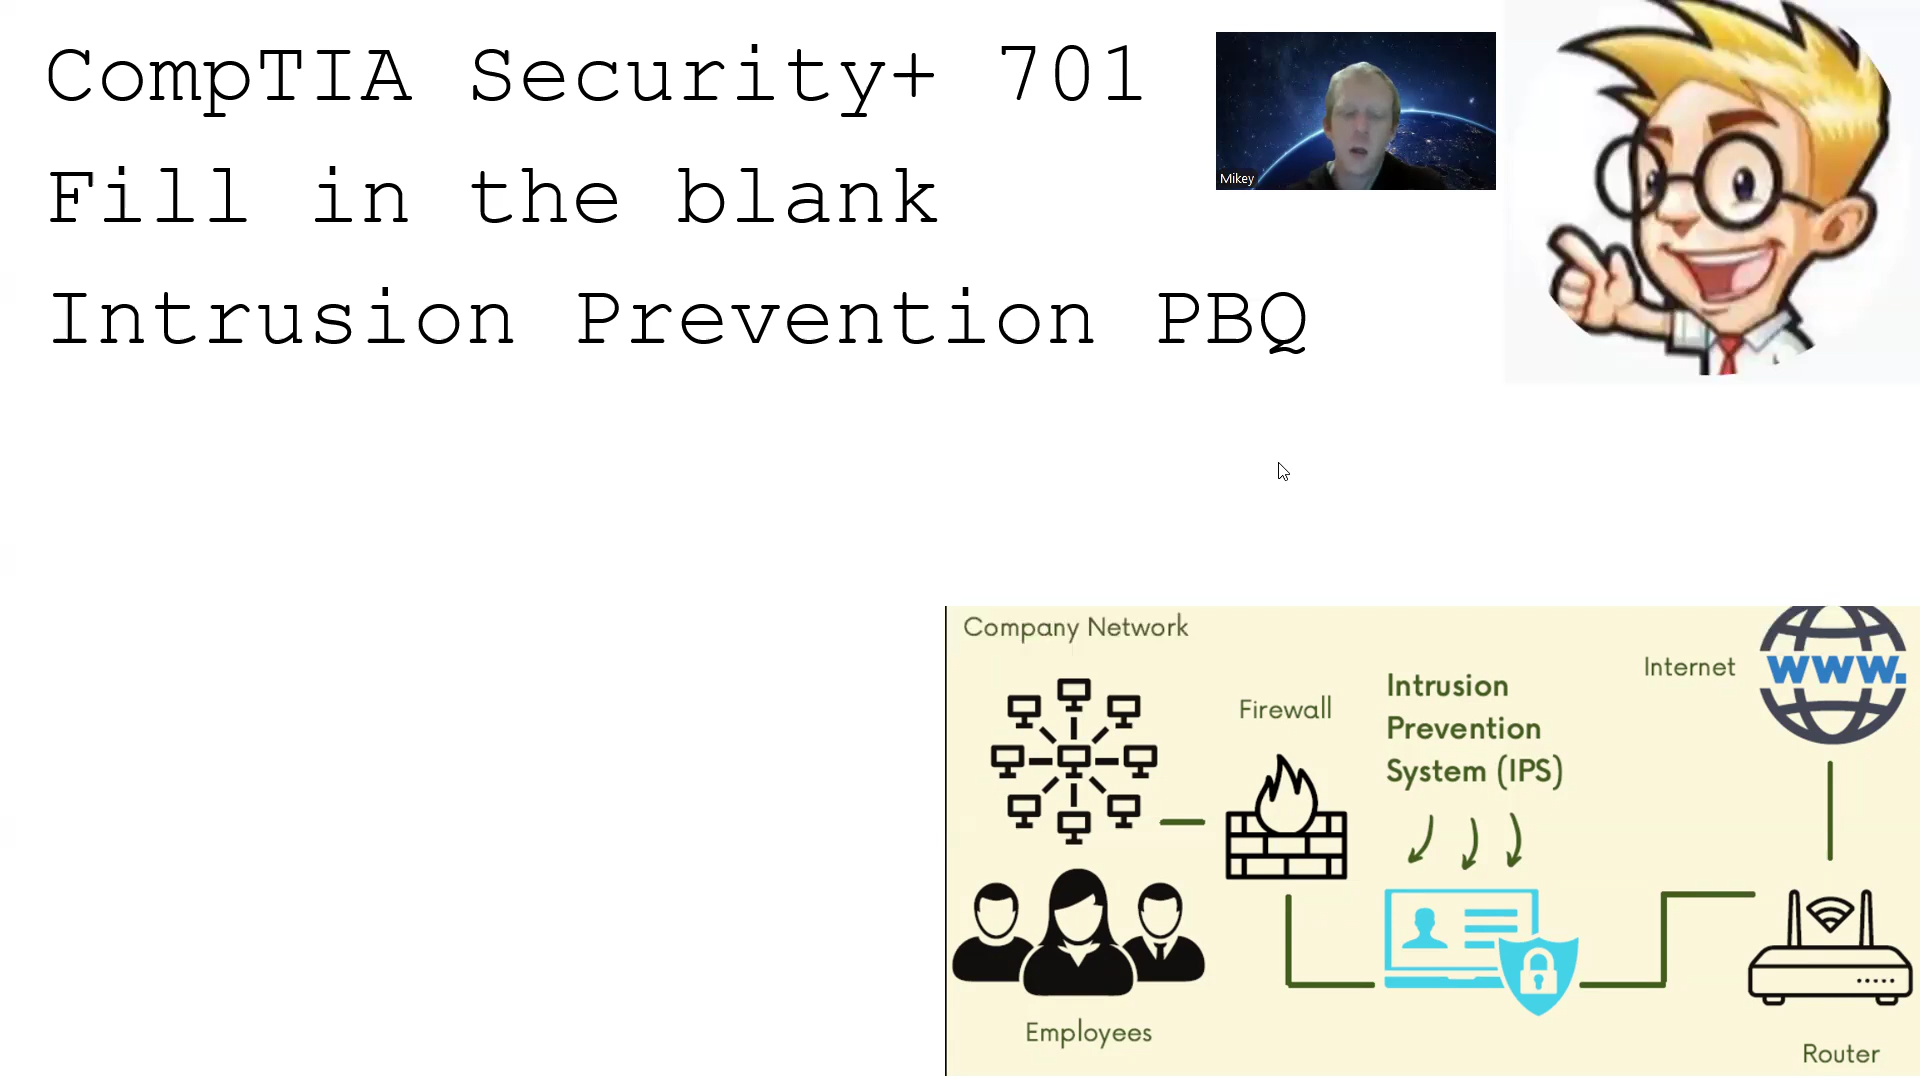 CompTIA Security+ 701
Fill in the blank
Intrusion Prevention PBQ
Mikey
Company Network
Firewall
Intrusion
Prevention
System (IPS)
Internet
www.
Employees
Router